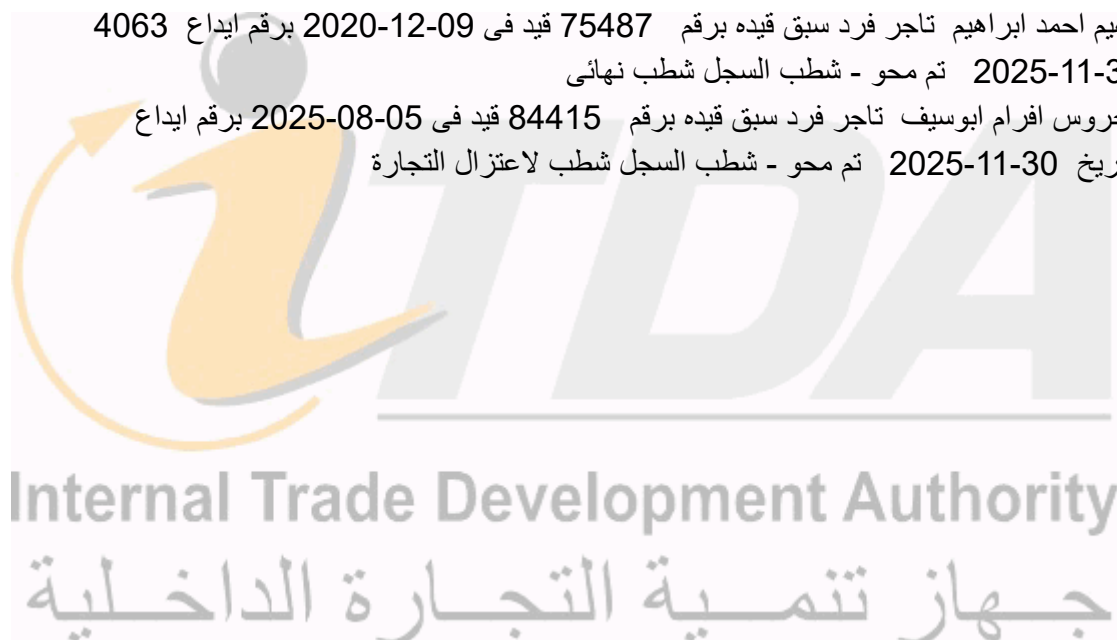 احمد ابراهيم تاجر فرد سبق قيده برقم 75487 قيد فى 09-12-2020 برقم ايداع 4063
2025-11-3 تم محو - شطب السجل شطب نهائى
افرام ابوسيف تاجر فرد سبق قيده برقم 84415 قيد فى 05-08-2025 برقم ايداع
30-11-2025 تم محو - شطب السجل شطب لاعتزال التجارة
iTDA
Internal Trade Development Authority
جهاز تنمية التجارة الداخلية